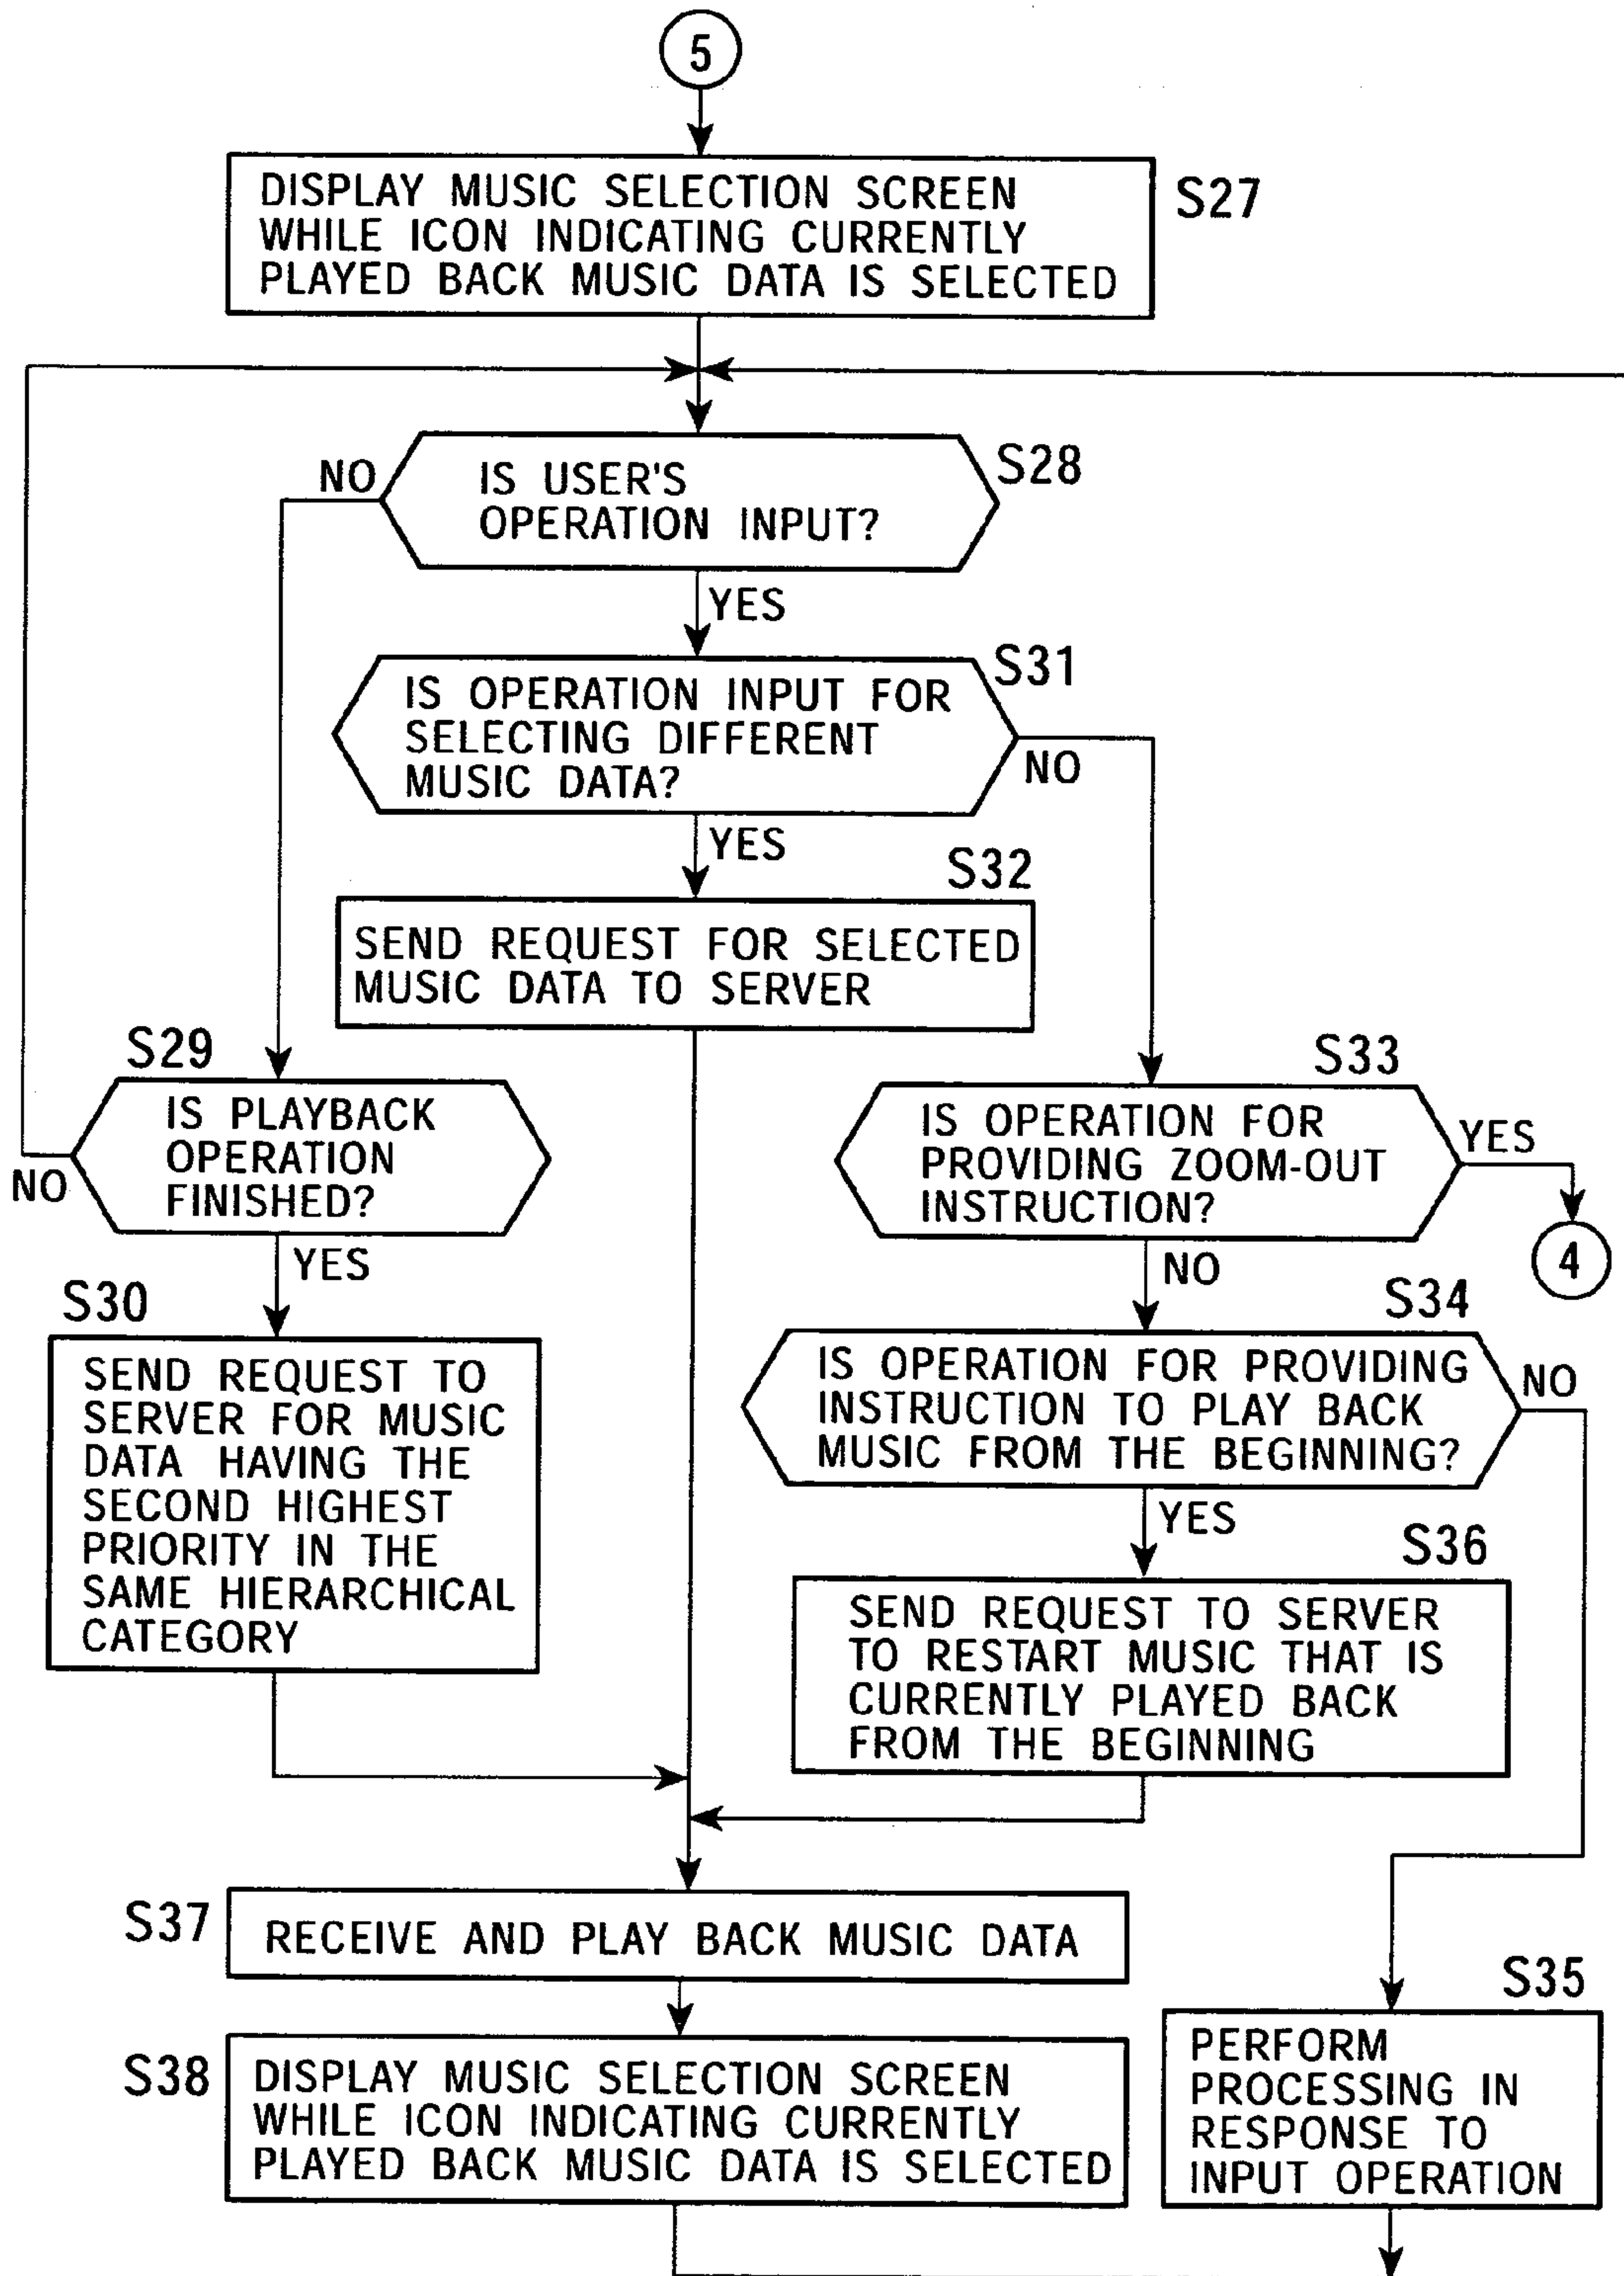 5
DISPLAY MUSIC SELECTION SCREEN
WHILE ICON INDICATING CURRENTLY
PLAYED BACK MUSIC DATA IS SELECTED
S27
NO
IS USER'S
OPERATION INPUT?
S28
YES
IS OPERATION INPUT FOR
SELECTING DIFFERENT
MUSIC DATA?
S31
NO
YES
S32
SEND REQUEST FOR SELECTED
MUSIC DATA TO SERVER
S29
IS PLAYBACK
OPERATION
FINISHED?
NO
YES
S33
IS OPERATION FOR
PROVIDING ZOOM-OUT
INSTRUCTION?
YES
4
NO
S30
SEND REQUEST TO
SERVER FOR MUSIC
DATA HAVING THE
SECOND HIGHEST
PRIORITY IN THE
SAME HIERARCHICAL
CATEGORY
S34
IS OPERATION FOR PROVIDING
INSTRUCTION TO PLAY BACK
MUSIC FROM THE BEGINNING?
NO
YES
S36
SEND REQUEST TO SERVER
TO RESTART MUSIC THAT IS
CURRENTLY PLAYED BACK
FROM THE BEGINNING
S37
RECEIVE AND PLAY BACK MUSIC DATA
S35
PERFORM
PROCESSING IN
RESPONSE TO
INPUT OPERATION
S38
DISPLAY MUSIC SELECTION SCREEN
WHILE ICON INDICATING CURRENTLY
PLAYED BACK MUSIC DATA IS SELECTED